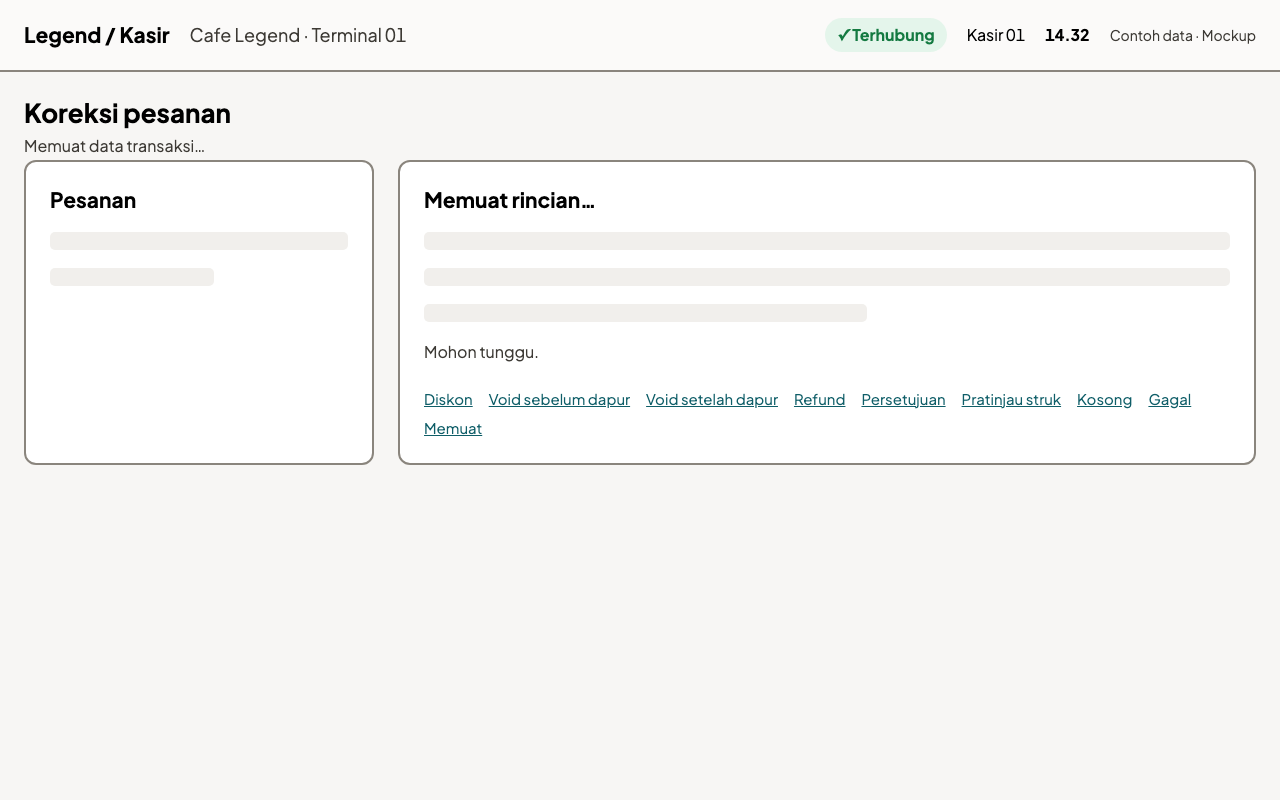 Legend / Kasir Cafe Legend · Terminal 01 ✓Terhubung Kasir 01 14.32 Contoh data · Mockup
Koreksi pesanan
Memuat data transaksi…
Pesanan
Memuat rincian…
Mohon tunggu.
Diskon Void sebelum dapur Void setelah dapur Refund Persetujuan Pratinjau struk Kosong Gagal
Memuat